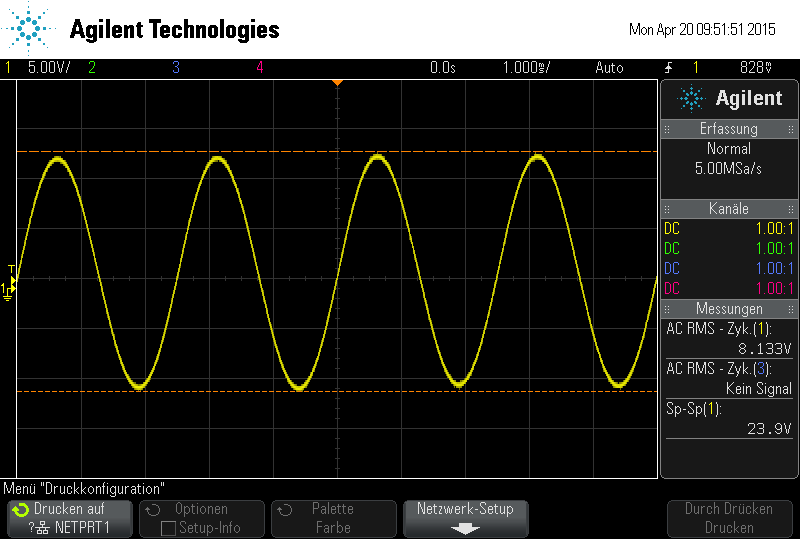 Agilent Technologies
Mon Apr 20 09:51:51 2015
1 5.00V/ 2 3 4 0.0s 1.000ms/ Auto 1 828mV
Agilent
Erfassung
Normal
5.00MSa/s
Kanäle
DC 1.00:1
DC 1.00:1
DC 1.00:1
DC 1.00:1
Messungen
AC RMS - Zyk.(1):
8.133V
AC RMS - Zyk.(3):
Kein Signal
Sp-Sp(1):
23.9V
T
1
Menü "Druckkonfiguration"
Drucken auf
? NETPRT1
Optionen
Setup-Info
Palette
Farbe
Netzwerk-Setup
Durch Drücken
Drucken